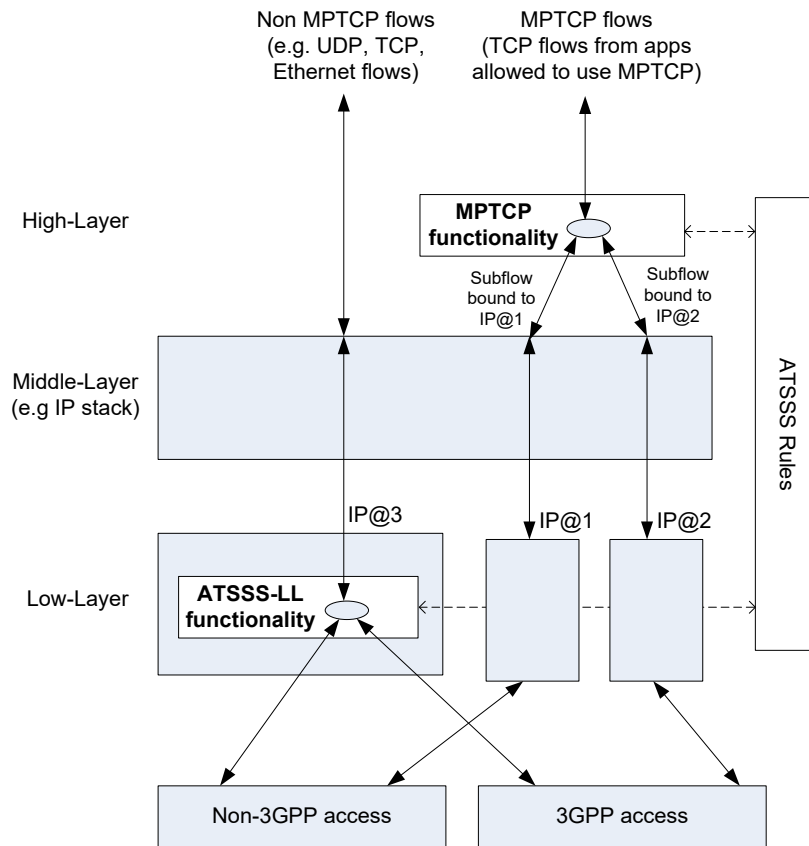 Non MPTCP flows
(e.g. UDP, TCP,
Ethernet flows)
MPTCP flows
(TCP flows from apps
allowed to use MPTCP)
High-Layer
MPTCP
functionality
Subflow
bound to
IP@1
Subflow
bound to
IP@2
Middle-Layer
(e.g IP stack)
ATSSS Rules
IP@3
IP@1
IP@2
Low-Layer
ATSSS-LL
functionality
Non-3GPP access
3GPP access